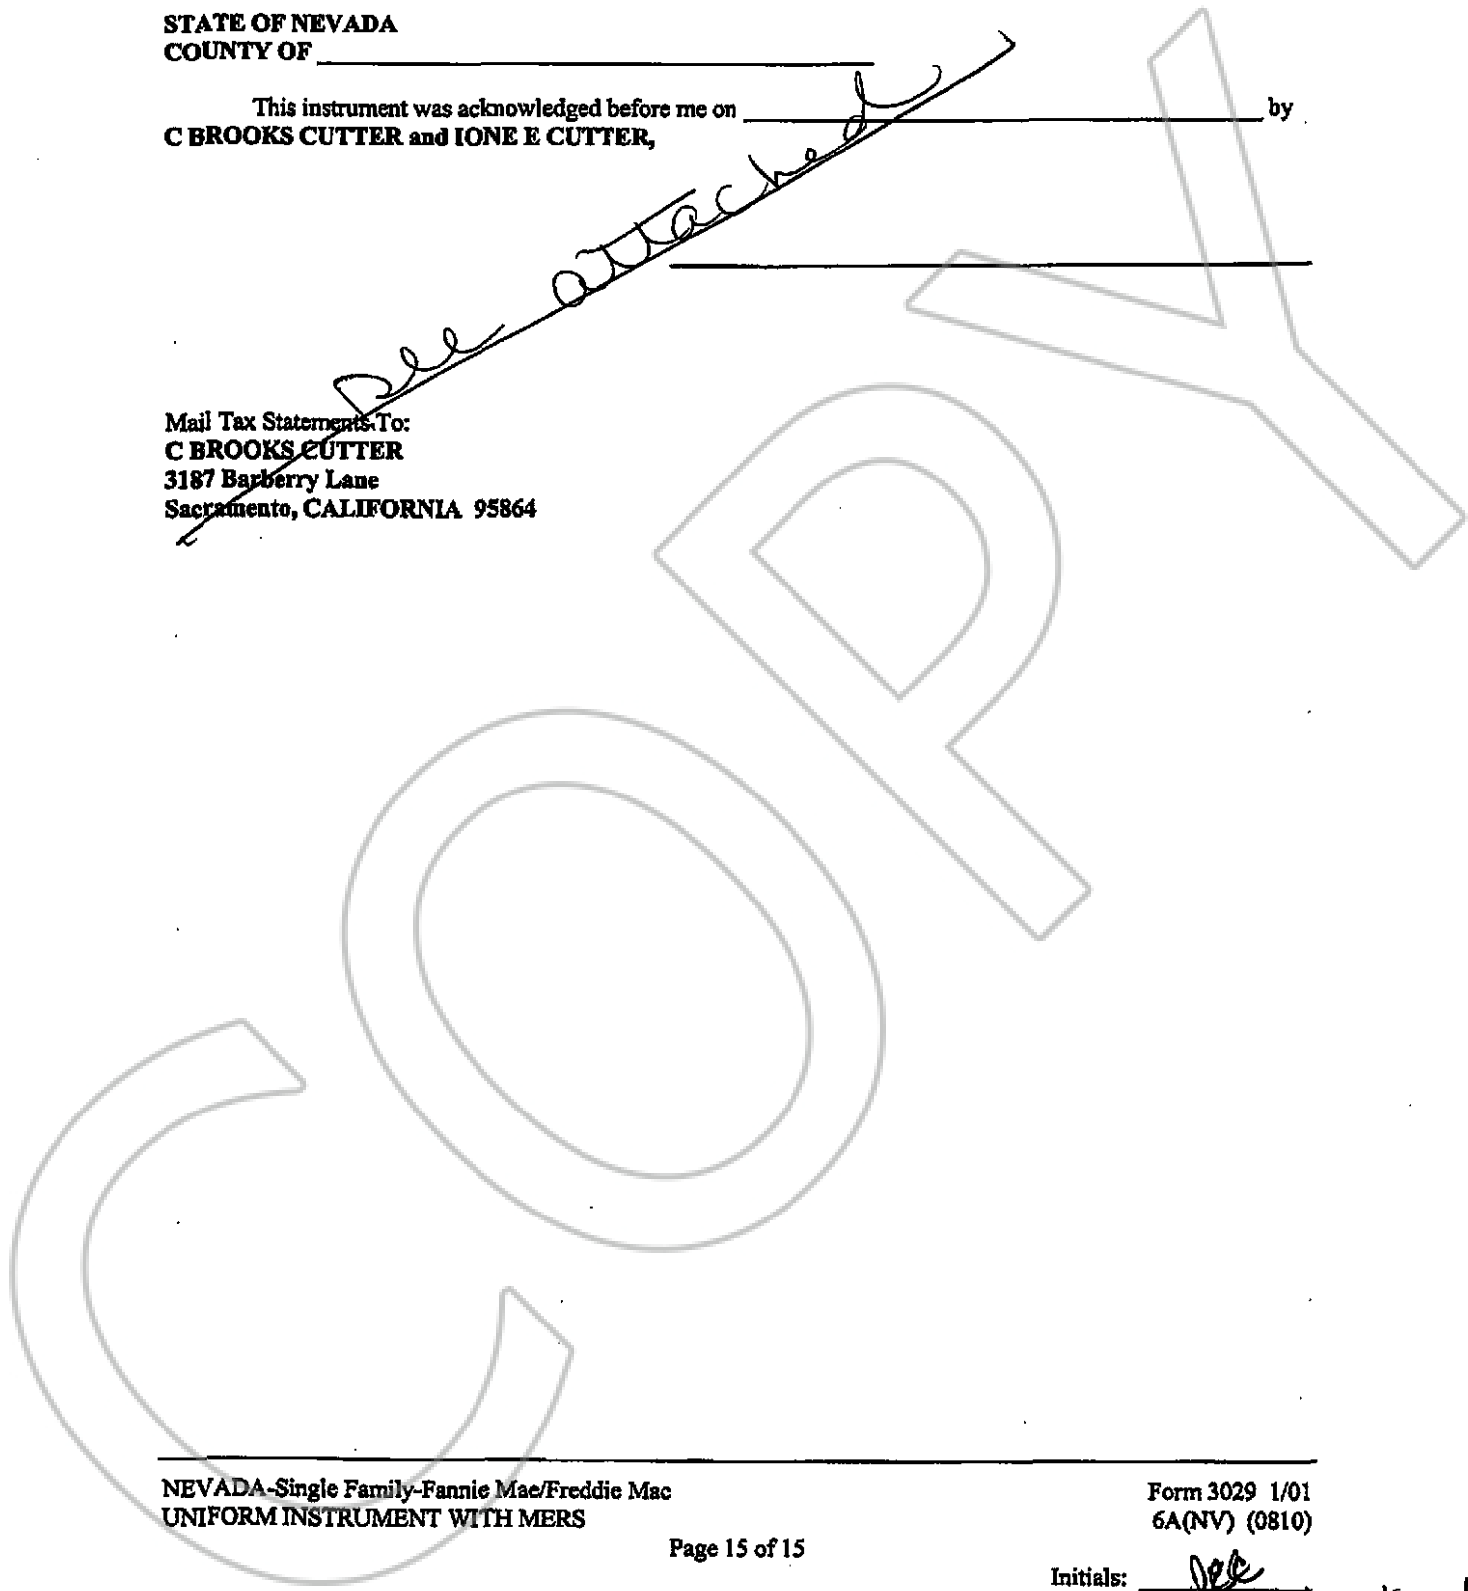 STATE OF NEVADA
COUNTY OF
This instrument was acknowledged before me on by
C BROOKS CUTTER and IONE E CUTTER,
See attached
Mail Tax Statements To:
C BROOKS CUTTER
3187 Barberry Lane
Sacramento, CALIFORNIA 95864
COPY
NEVADA-Single Family-Fannie Mae/Freddie Mac
UNIFORM INSTRUMENT WITH MERS
Form 3029 1/01
6A(NV) (0810)
Page 15 of 15
Initials: